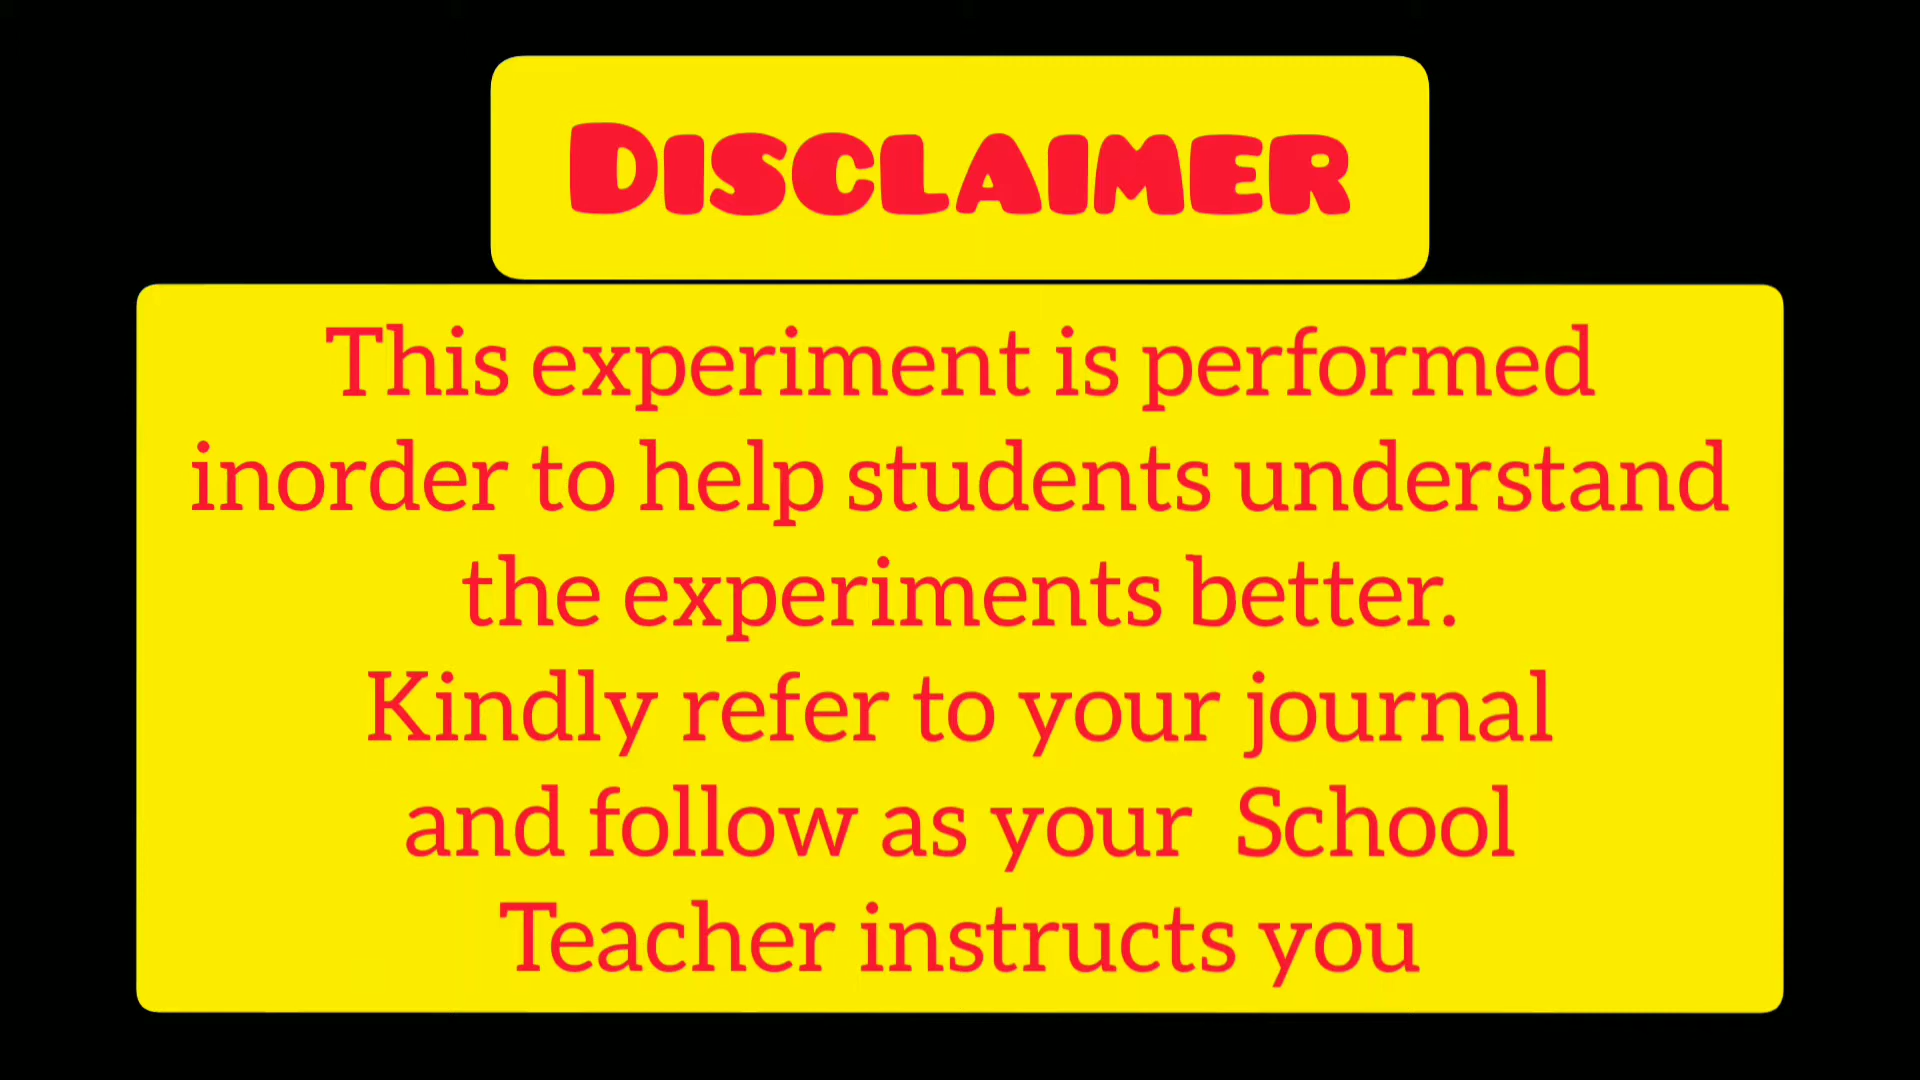 DISCLAIMER
This experiment is performed
inorder to help students understand
the experiments better.
Kindly refer to your journal
and follow as your School
Teacher instructs you